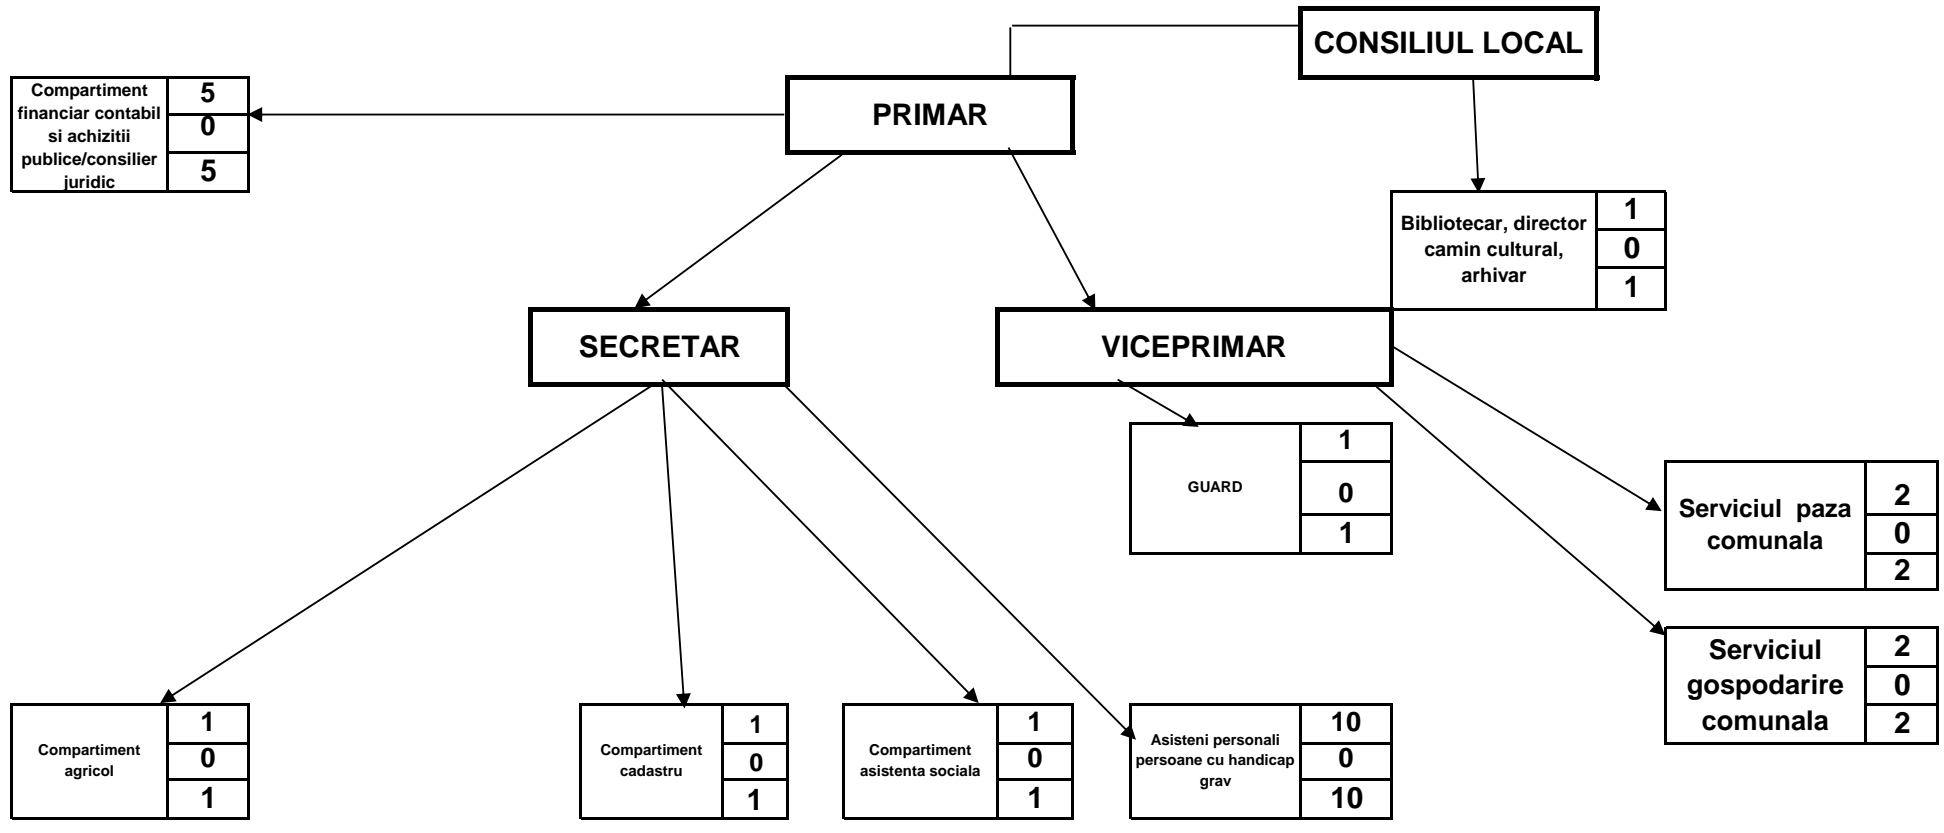 CONSILIUL LOCAL
PRIMAR
Compartiment
financiar contabil
si achizitii
publice/consilier
juridic
5
0
5
Bibliotecar, director
camin cultural,
arhivar
1
0
1
SECRETAR
VICEPRIMAR
GUARD
1
0
1
Serviciul paza
comunala
2
0
2
Serviciul
gospodarire
comunala
2
0
2
Compartiment
agricol
1
0
1
Compartiment
cadastru
1
0
1
Compartiment
asistenta sociala
1
0
1
Asisteni personali
persoane cu handicap
grav
10
0
10